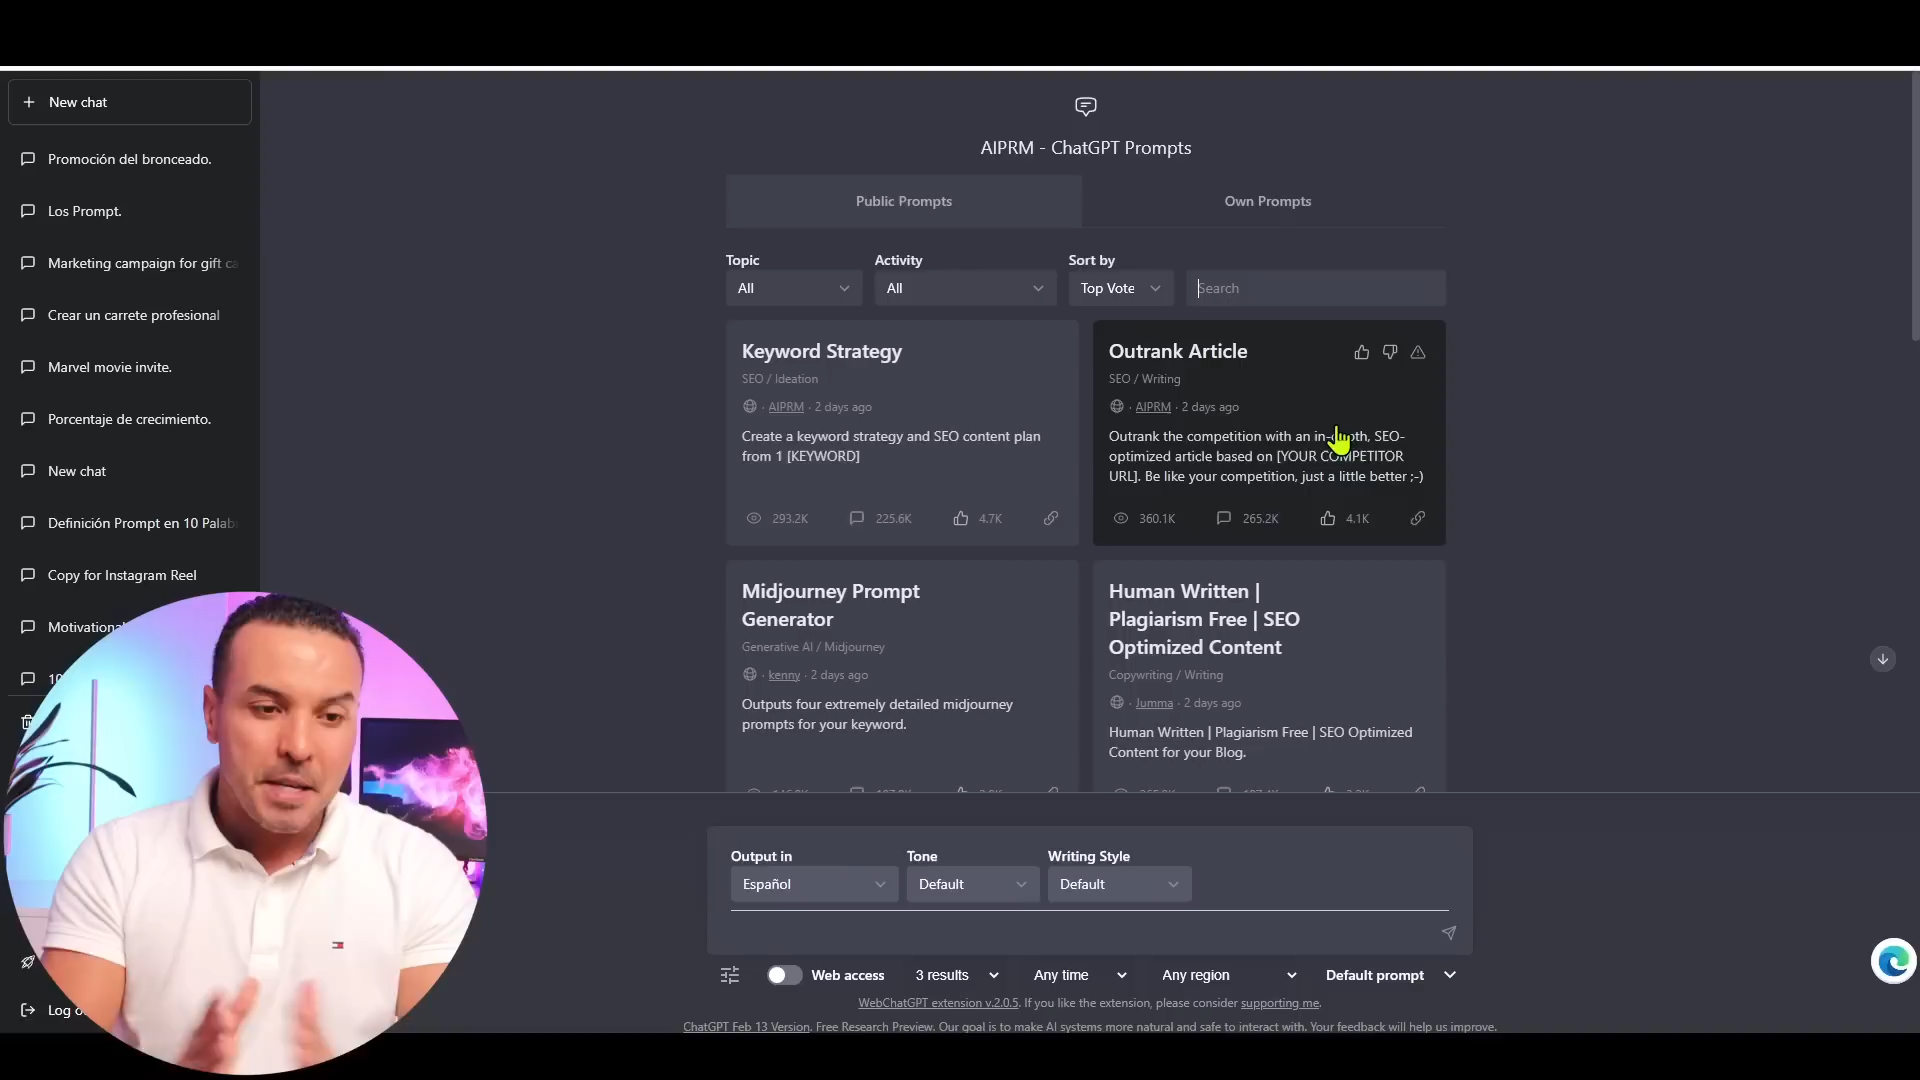 New chat
Promoción del bronceado.
Los Prompt.
Marketing campaign for gift ca
Crear un carrete profesional
Marvel movie invite.
Porcentaje de crecimiento.
New chat
Definición Prompt en 10 Palab
Copy for Instagram Reel
Motivational
10
Log o
AIPRM - ChatGPT Prompts
Public Prompts
Own Prompts
Topic
Activity
Sort by
All
All
Top Vote
Search
Keyword Strategy
SEO / Ideation
· AIPRM · 2 days ago
Create a keyword strategy and SEO content plan
from 1 [KEYWORD]
293.2K 225.6K 4.7K
Outrank Article
SEO / Writing
· AIPRM · 2 days ago
Outrank the competition with an in-depth, SEO-
optimized article based on [YOUR COMPETITOR
URL]. Be like your competition, just a little better ;-)
360.1K 265.2K 4.1K
Midjourney Prompt
Generator
Generative AI / Midjourney
· kenny · 2 days ago
Outputs four extremely detailed midjourney
prompts for your keyword.
Human Written |
Plagiarism Free | SEO
Optimized Content
Copywriting / Writing
· Jumma · 2 days ago
Human Written | Plagiarism Free | SEO Optimized
Content for your Blog.
Output in
Tone
Writing Style
Español
Default
Default
Web access
3 results
Any time
Any region
Default prompt
WebChatGPT extension v.2.0.5. If you like the extension, please consider supporting me.
ChatGPT Feb 13 Version. Free Research Preview. Our goal is to make AI systems more natural and safe to interact with. Your feedback will help us improve.